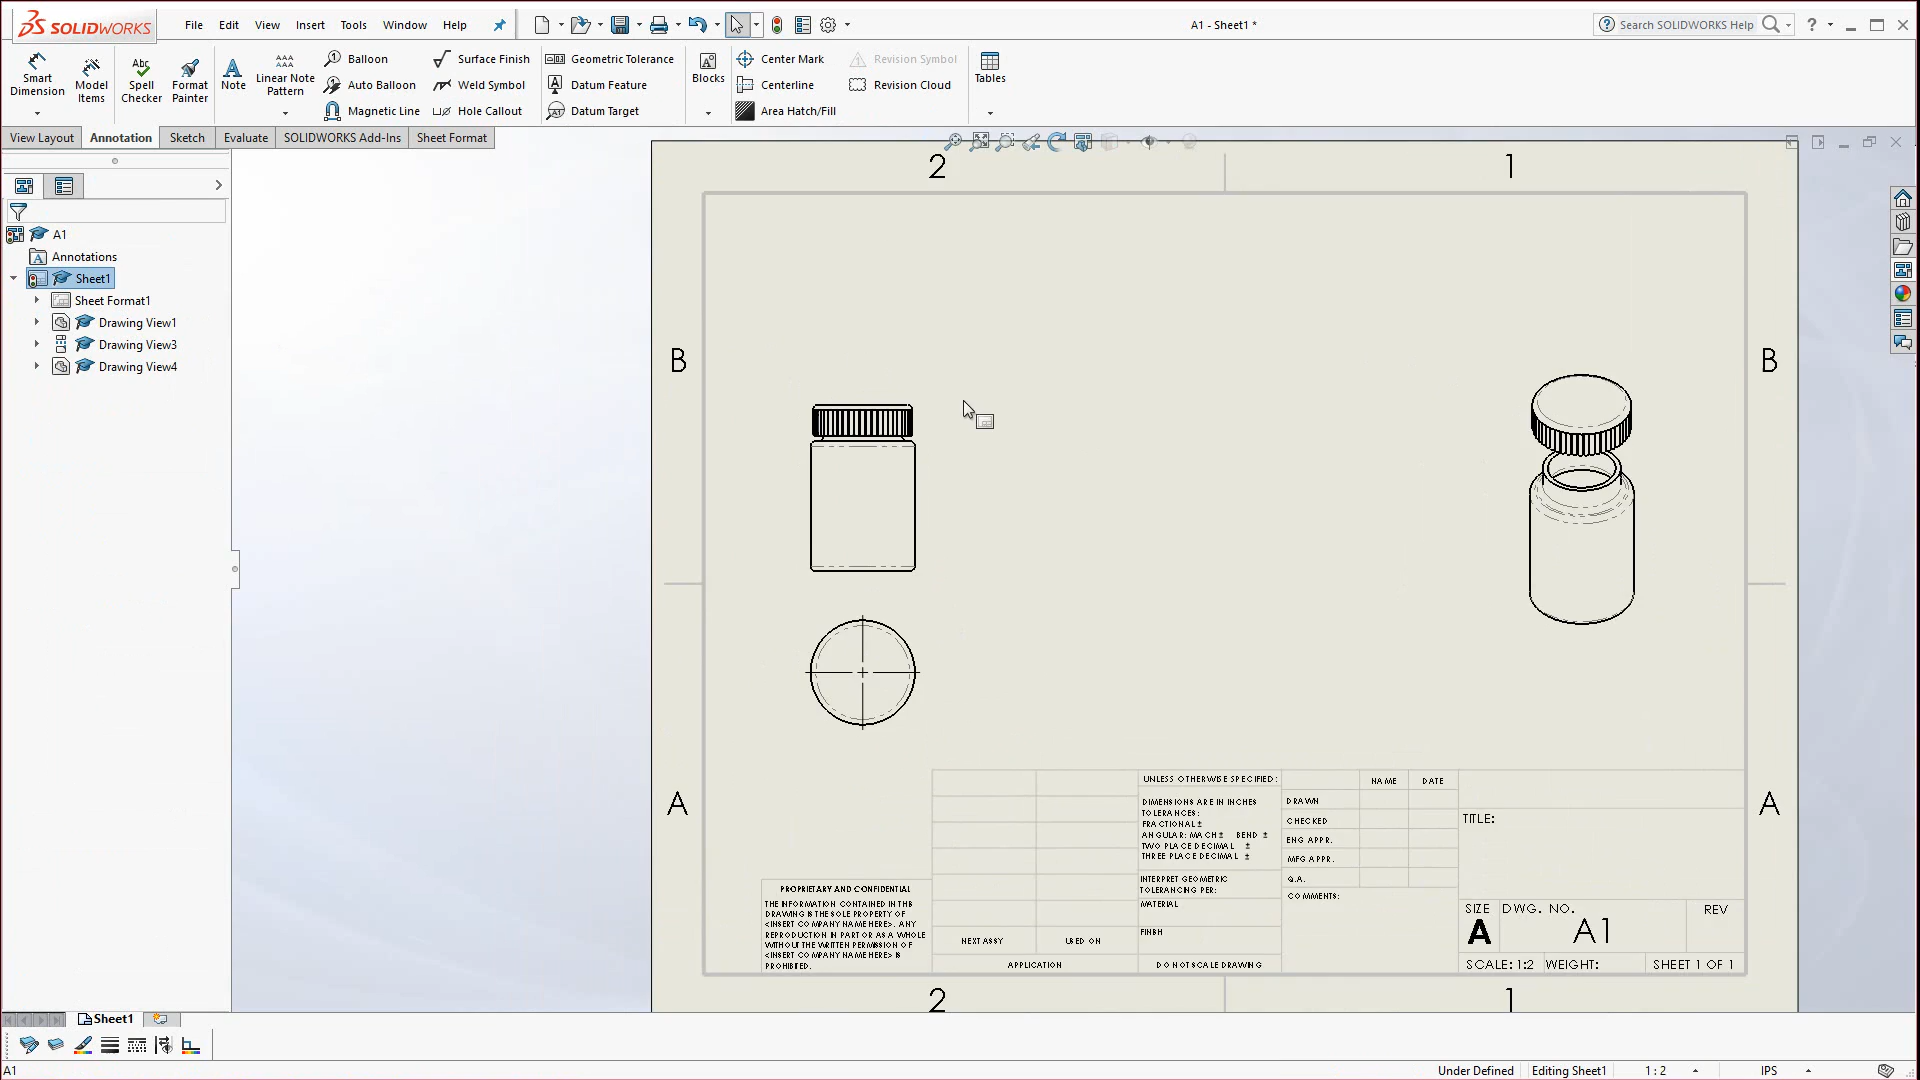 SOLIDWORKS File Edit View Insert Tools Window Help A1 - Sheet1 * Search SOLIDWORKS Help ?
Smart Dimension
Model Items
Abc
Spell Checker
Format Painter
A
Note
AAA
AAA
Linear Note Pattern
Balloon
Auto Balloon
Magnetic Line
Surface Finish
Weld Symbol
Hole Callout
Geometric Tolerance
Datum Feature
Datum Target
Blocks
Center Mark
Centerline
Area Hatch/Fill
Revision Symbol
Revision Cloud
Tables
View Layout Annotation Sketch Evaluate SOLIDWORKS Add-Ins Sheet Format
A1
Annotations
Sheet1
Sheet Format1
Drawing View1
Drawing View3
Drawing View4
2 1
B B
A A
UNLESS OTHERWISE SPECIFIED:
DIMENSIONS ARE IN INCHES
TOLERANCES:
FRACTIONAL ±
ANGULAR: MACH ± BEND ±
TWO PLACE DECIMAL ±
THREE PLACE DECIMAL ±
INTERPRET GEOMETRIC
TOLERANCING PER:
MATERIAL
FINISH
DO NOT SCALE DRAWING
NAME DATE
DRAWN
CHECKED
ENG APPR.
MFG APPR.
Q.A.
COMMENTS:
TITLE:
SIZE DWG. NO. REV
A A1
SCALE: 1:2 WEIGHT: SHEET 1 OF 1
PROPRIETARY AND CONFIDENTIAL
THE INFORMATION CONTAINED IN THIS
DRAWING IS THE SOLE PROPERTY OF
<INSERT COMPANY NAME HERE>. ANY
REPRODUCTION IN PART OR AS A WHOLE
WITHOUT THE WRITTEN PERMISSION OF
<INSERT COMPANY NAME HERE> IS
PROHIBITED.
NEXT ASSY USED ON
APPLICATION
2 1
Sheet1
A1 Under Defined Editing Sheet1 1 : 2 IPS